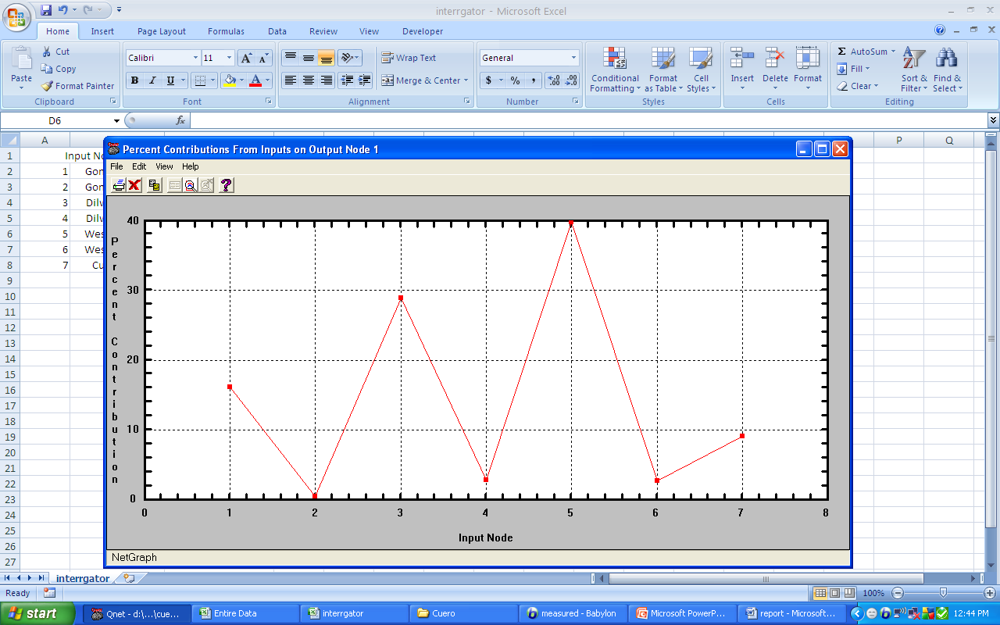 interrgator - Microsoft Excel
Home Insert Page Layout Formulas Data Review View Developer
Paste
Cut
Copy
Format Painter
Clipboard
Calibri 11
B I U
Font
Wrap Text
Merge & Center
Alignment
General
$ % ,
Number
Conditional Formatting
Format as Table
Cell Styles
Styles
Insert Delete Format
Cells
AutoSum
Fill
Clear
Sort & Filter
Find & Select
Editing
D6 fx
A P Q
1 Input No
2 1 Gon
3 2 Gon
4 3 Dilw
5 4 Dilw
6 5 Wes
7 6 Wes
8 7 Cu
9
10
11
12
13
14
15
16
17
18
19
20
21
22
23
24
25
26
27
Percent Contributions From Inputs on Output Node 1
File Edit View Help
Percent Contribution
40
30
20
10
0
0 1 2 3 4 5 6 7 8
Input Node
NetGraph
interrgator
Ready 100%
start Qnet - d:\...\cue... Entire Data interrgator Cuero measured - Babylon Microsoft PowerP... report - Microsoft... 12:44 PM